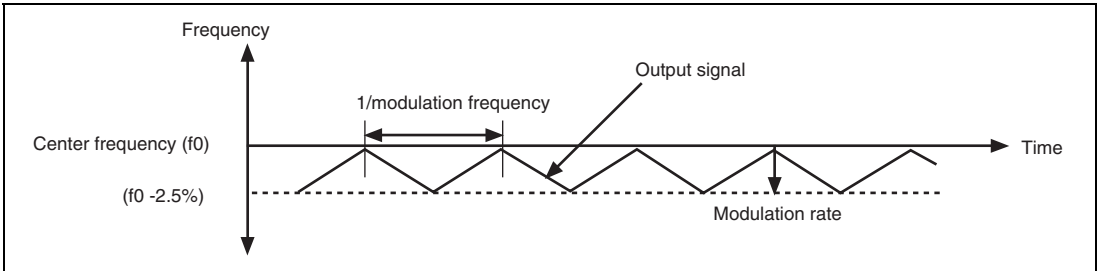 Frequency
Output signal
1/modulation frequency
Center frequency (f0)
Time
(f0 -2.5%)
Modulation rate